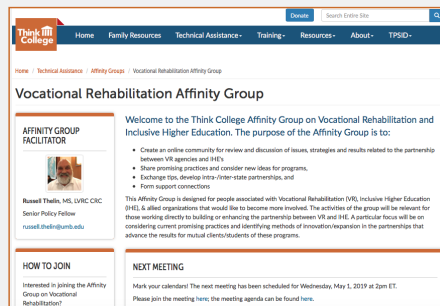 Donate
Search Entire Site
Think
College
Home
Family Resources
Technical Assistance
Training
Resources
About
TPSID
Home / Technical Assistance / Affinity Groups / Vocational Rehabilitation Affinity Group
Vocational Rehabilitation Affinity Group
AFFINITY GROUP
FACILITATOR
Russell Thelin, MS, LVRC CRC
Senior Policy Fellow
russell.thelin@umb.edu
HOW TO JOIN
Interested in joining the Affinity
Group on Vocational
Rehabilitation?
Welcome to the Think College Affinity Group on Vocational Rehabilitation and
Inclusive Higher Education. The purpose of the Affinity Group is to:
• Create an online community for review and discussion of issues, strategies and results related to the partnership
between VR agencies and IHE's
• Share promising practices and consider new ideas for programs,
• Exchange tips, develop intra-/inter-state partnerships, and
• Form support connections
This Affinity Group is designed for people associated with Vocational Rehabilitation (VR), Inclusive Higher Education
(IHE), & allied organizations that would like to become more involved. The activities of the group will be relevant for
those working directly to building or enhancing the partnership between VR and IHE. A particular focus will be on
considering current promising practices and identifying methods of innovation/expansion in the partnerships that
advance the results for mutual clients/students of these programs.
NEXT MEETING
Mark your calendars! The next meeting has been scheduled for Wednesday, May 1, 2019 at 2pm ET.
Please join the meeting here; the meeting agenda can be found here.